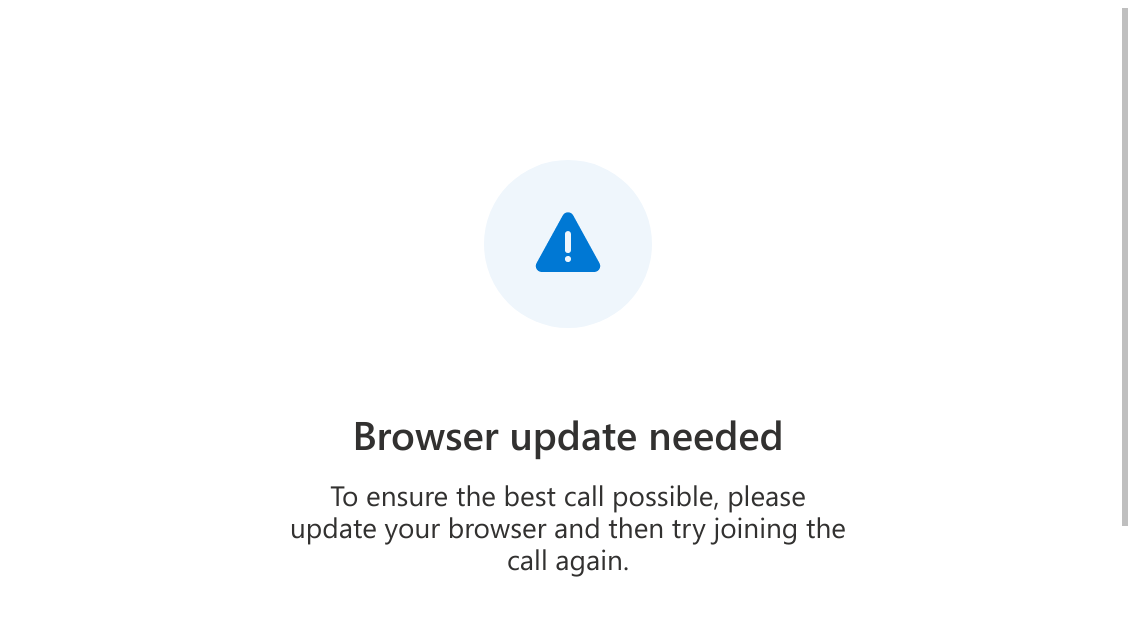 Browser update needed
To ensure the best call possible, please
update your browser and then try joining the
call again.